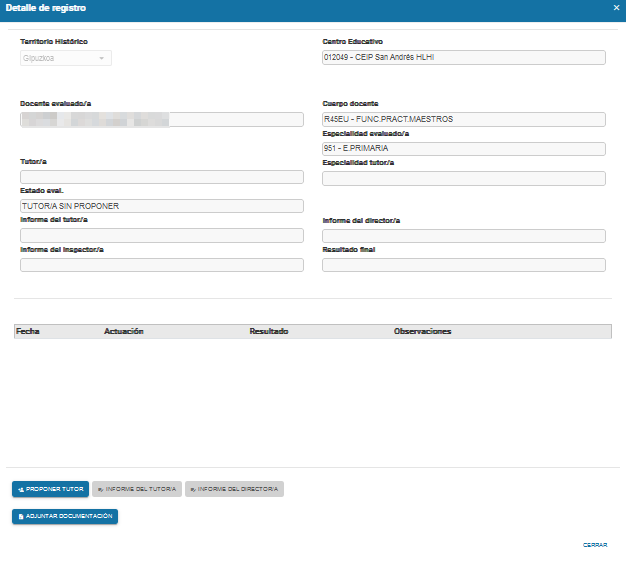 Detalle de registro ×
Territorio Histórico
Gipuzkoa
Centro Educativo
012049 - CEIP San Andrés HLHI
Docente evaluado/a
Cuerpo docente
R45EU - FUNC.PRACT.MAESTROS
Especialidad evaluado/a
951 - E.PRIMARIA
Tutor/a
Especialidad tutor/a
Estado eval.
TUTOR/A SIN PROPONER
Informe del tutor/a
Informe del director/a
Informe del inspector/a
Resultado final
Fecha Actuación Resultado Observaciones
PROPONER TUTOR INFORME DEL TUTOR/A INFORME DEL DIRECTOR/A
ADJUNTAR DOCUMENTACIÓN
CERRAR